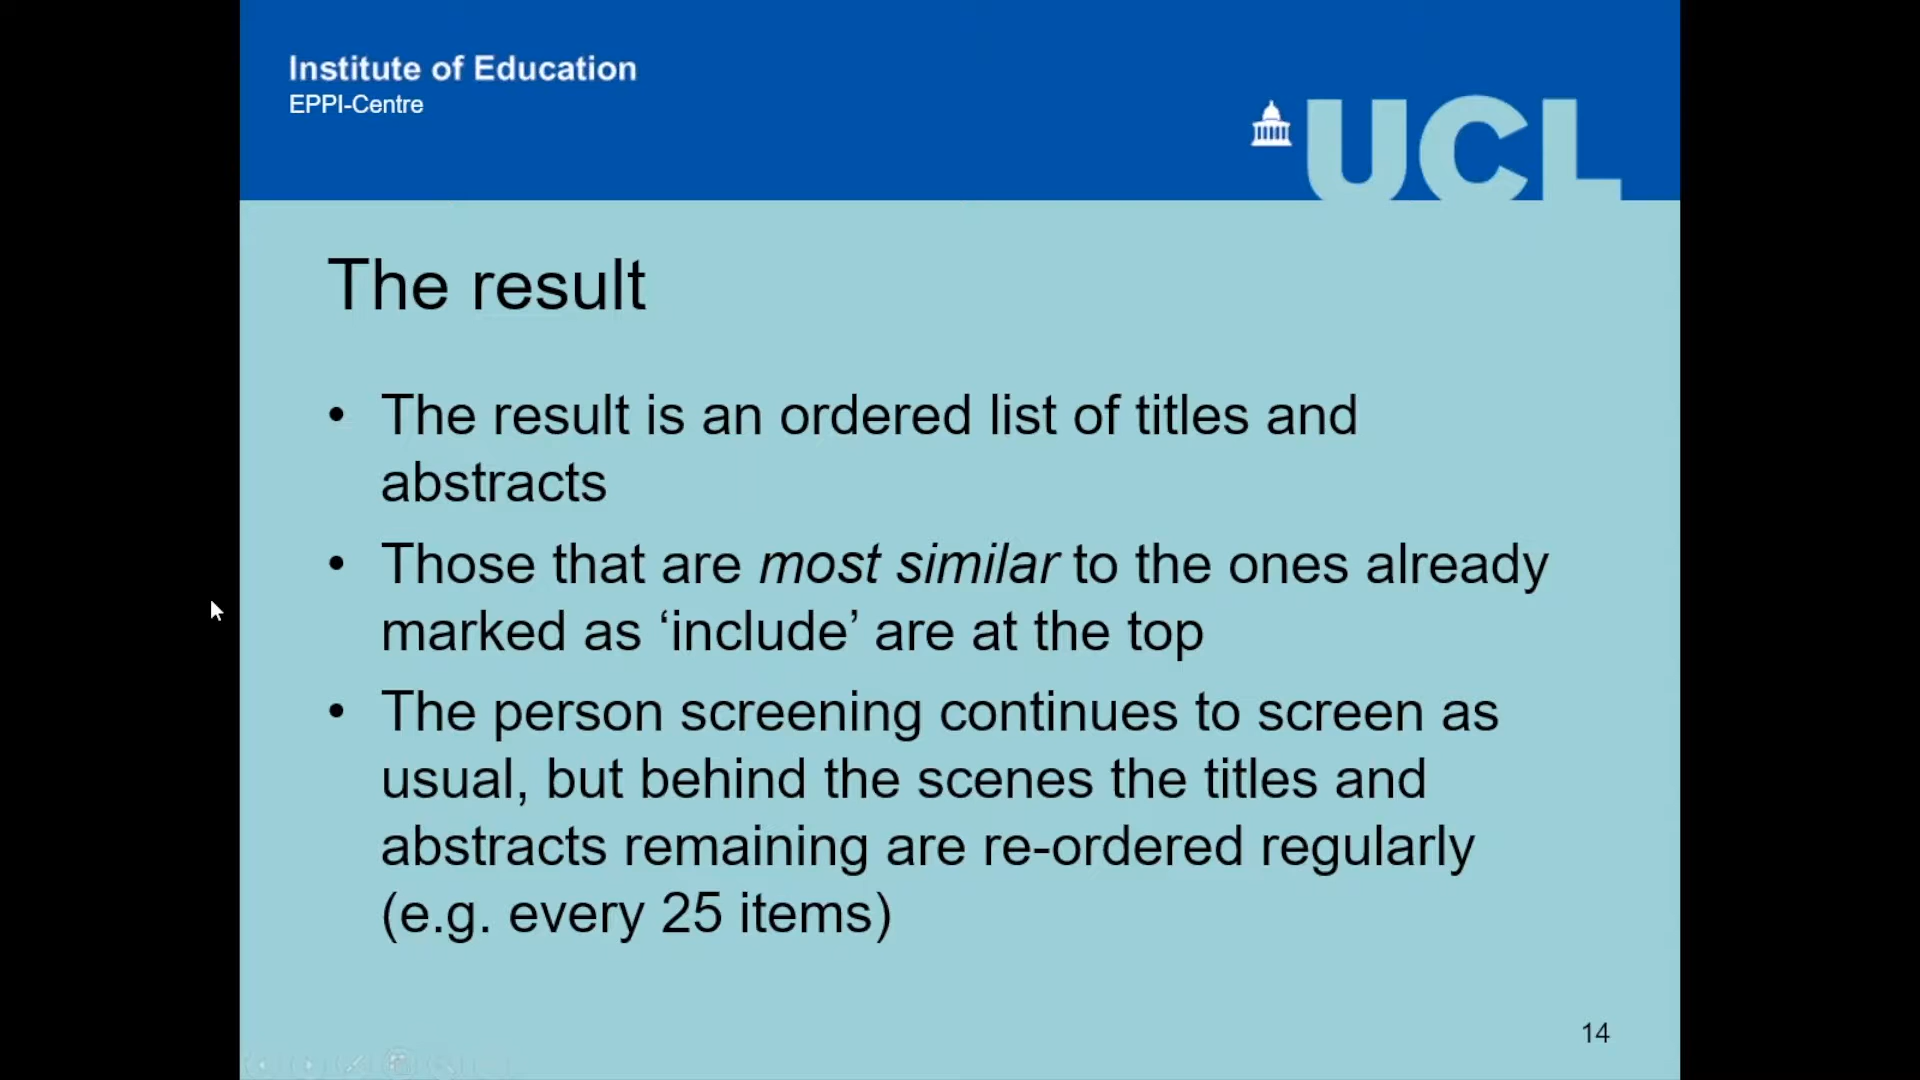 Institute of Education
EPPI-Centre
UCL
The result
• The result is an ordered list of titles and
abstracts
• Those that are most similar to the ones already
marked as ‘include’ are at the top
• The person screening continues to screen as
usual, but behind the scenes the titles and
abstracts remaining are re-ordered regularly
(e.g. every 25 items)
14